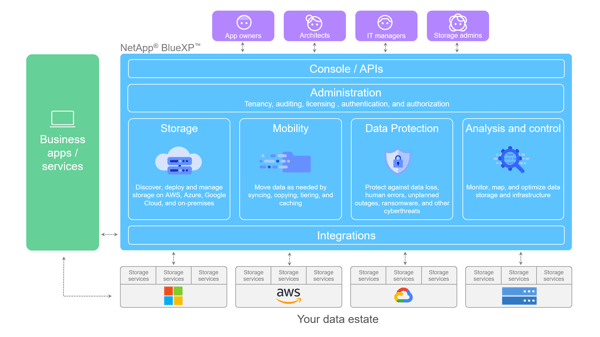 App owners
Architects
IT managers
Storage admins
NetApp® BlueXP™
Console / APIs
Administration
Tenancy, auditing, licensing , authentication, and authorization
Business
apps /
services
Storage
Discover, deploy and manage
storage on AWS, Azure, Google
Cloud, and on-premises
Mobility
Move data as needed by
syncing, copying, tiering, and
caching
Data Protection
Protect against data loss,
human errors, unplanned
outages, ransomware, and other
cyberthreats
Analysis and control
Monitor, map, and optimize data
storage and infrastructure
Integrations
Storage
services
Storage
services
Storage
services
Storage
services
Storage
services
Storage
services
aws
Storage
services
Storage
services
Storage
services
Storage
services
Storage
services
Storage
services
Your data estate